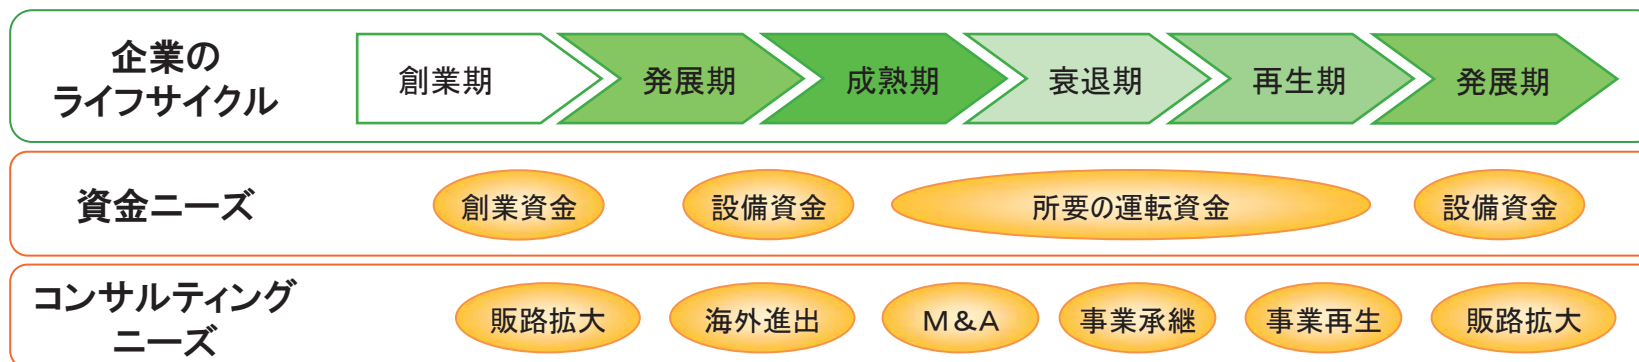 企業の
ライフサイクル
創業期
発展期
成熟期
衰退期
再生期
発展期
資金ニーズ
創業資金
設備資金
所要の運転資金
設備資金
コンサルティング
ニーズ
販路拡大
海外進出
M&A
事業承継
事業再生
販路拡大